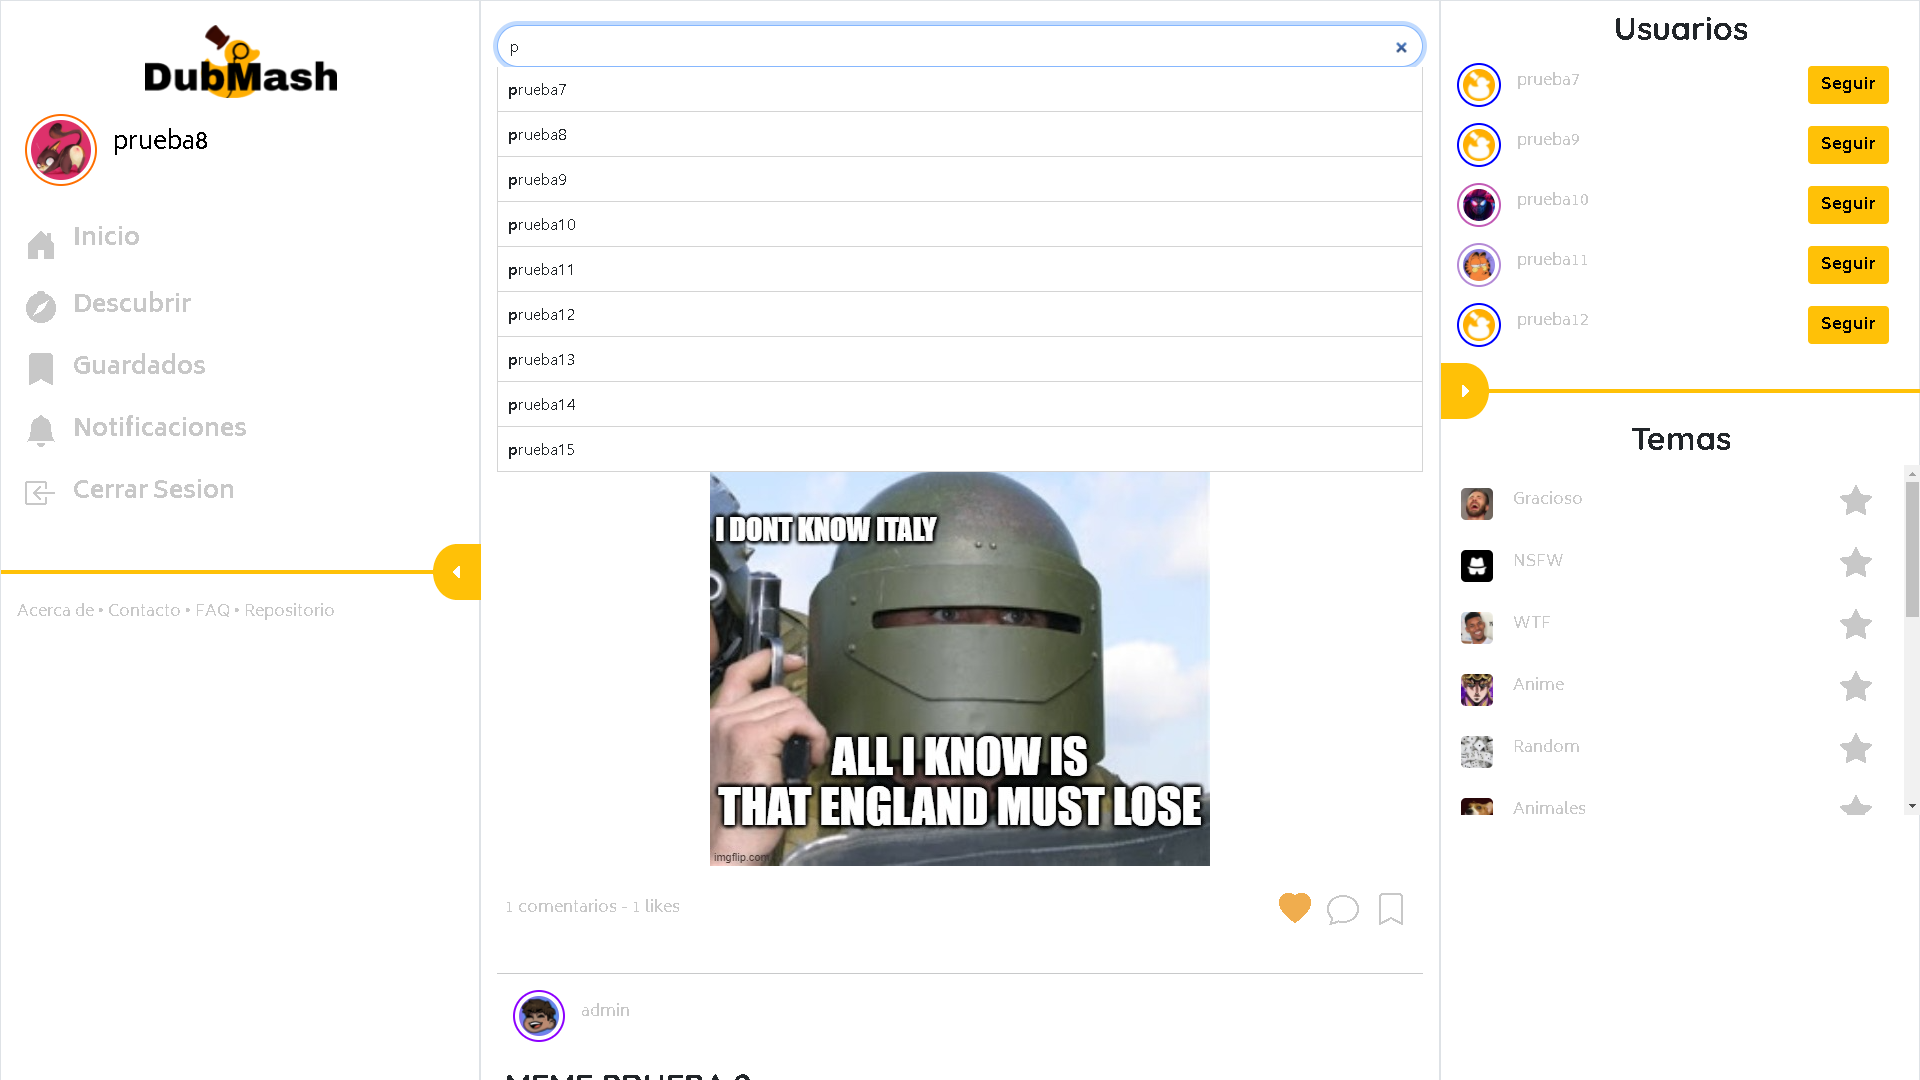 DubMash
prueba8
Inicio
Descubrir
Guardados
Notificaciones
Cerrar Sesion
Acerca de • Contacto • FAQ • Repositorio
p
prueba7
prueba8
prueba9
prueba10
prueba11
prueba12
prueba13
prueba14
prueba15
I DONT KNOW ITALY
ALL I KNOW IS
THAT ENGLAND MUST LOSE
imgflip.com
1 comentarios - 1 likes
admin
Usuarios
prueba7 Seguir
prueba9 Seguir
prueba10 Seguir
prueba11 Seguir
prueba12 Seguir
Temas
Gracioso
NSFW
WTF
Anime
Random
Animales